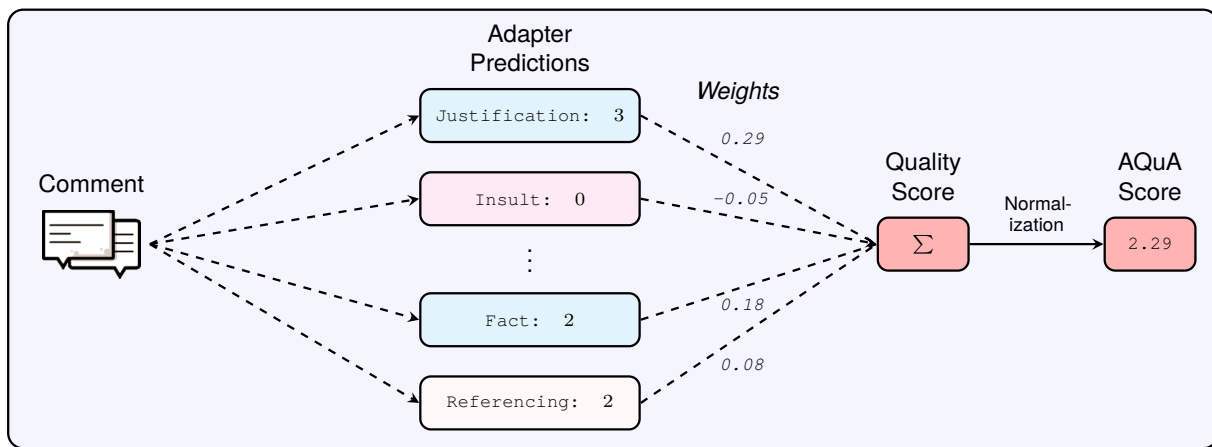 Adapter
Predictions
Weights
Justification: 3
0.29
Comment
Insult: 0
-0.05
Quality
Score
AQuA
Score
Normal-
ization
Σ
2.29
⋮
Fact: 2
0.18
Referencing: 2
0.08